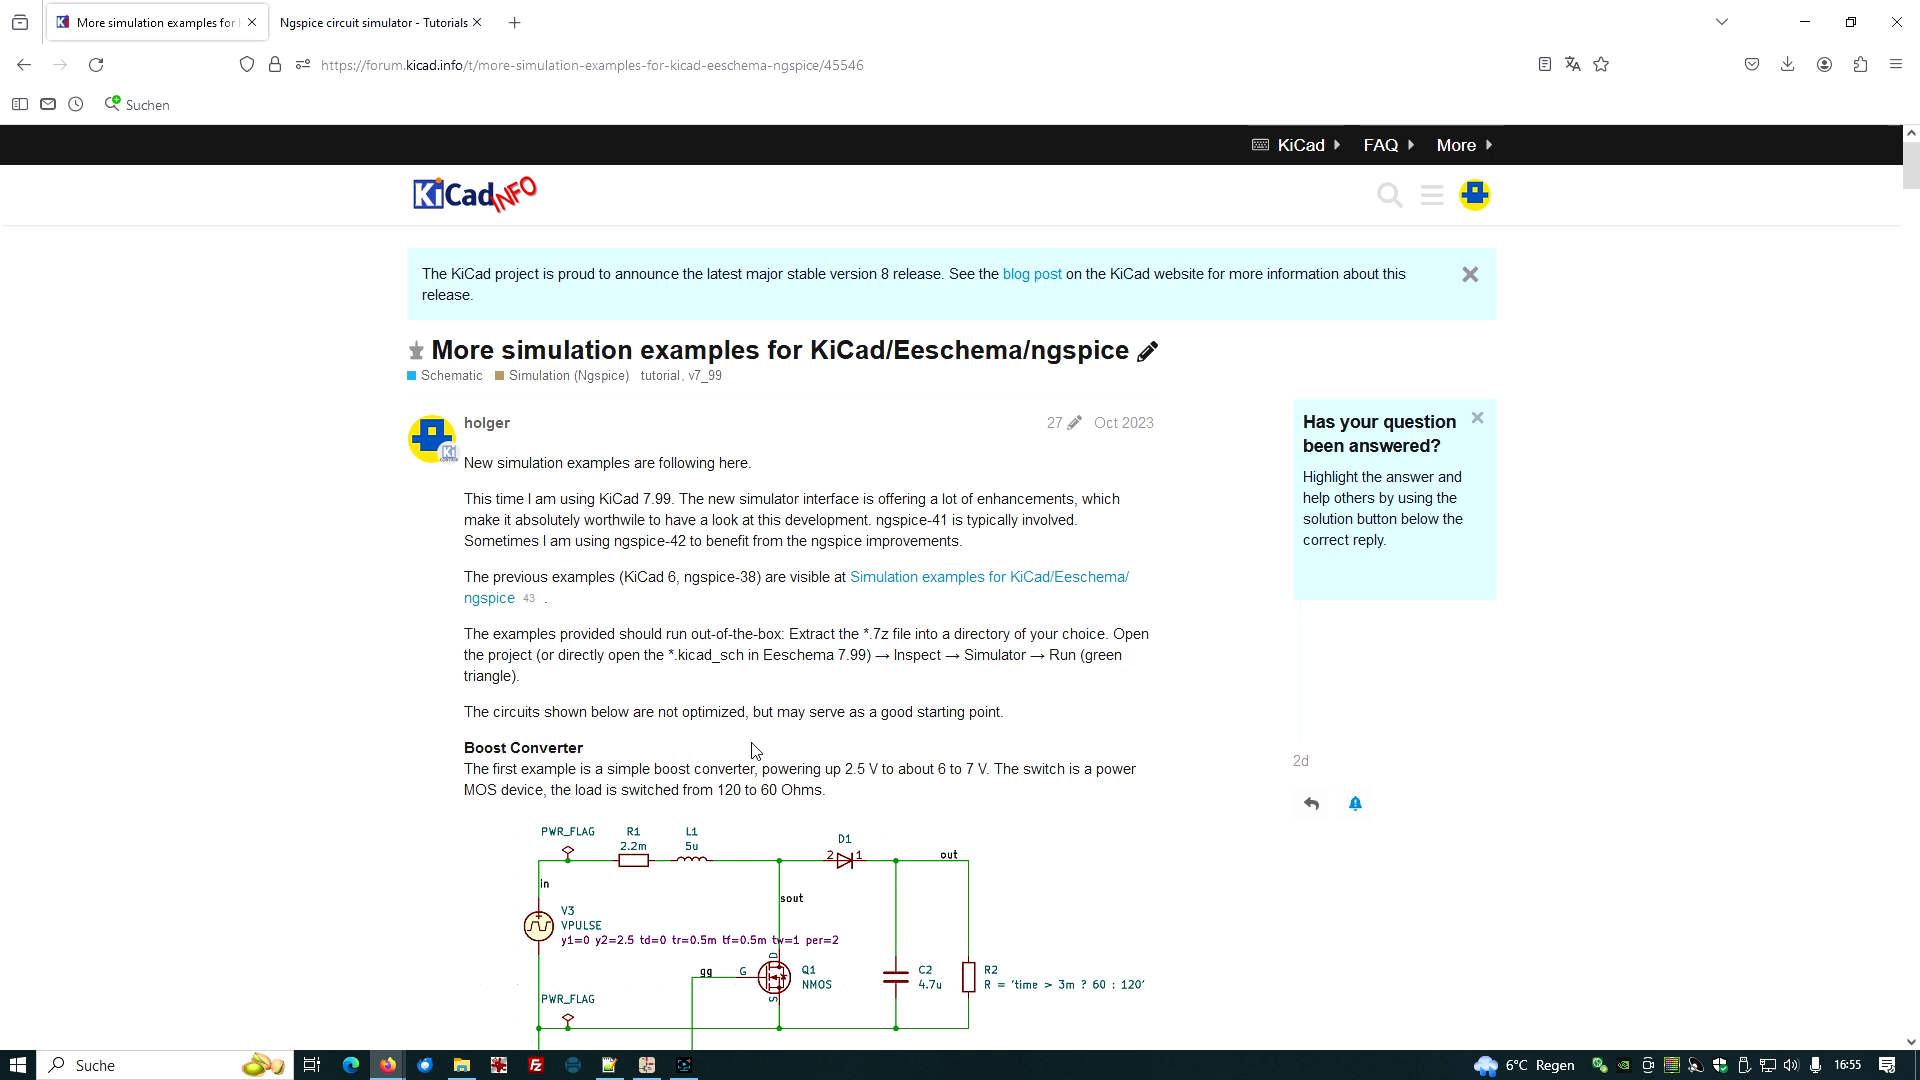 More simulation examples for
Ngspice circuit simulator - Tutorials
https://forum.kicad.info/t/more-simulation-examples-for-kicad-eeschema-ngspice/45546
Suchen
KiCad FAQ More
KiCad INFO
The KiCad project is proud to announce the latest major stable version 8 release. See the blog post on the KiCad website for more information about this
release.
More simulation examples for KiCad/Eeschema/ngspice
Schematic Simulation (Ngspice) tutorial, v7_99
holger 27 Oct 2023
New simulation examples are following here.
This time I am using KiCad 7.99. The new simulator interface is offering a lot of enhancements, which
make it absolutely worthwile to have a look at this development. ngspice-41 is typically involved.
Sometimes I am using ngspice-42 to benefit from the ngspice improvements.
The previous examples (KiCad 6, ngspice-38) are visible at Simulation examples for KiCad/Eeschema/
ngspice 43 .
The examples provided should run out-of-the-box: Extract the *.7z file into a directory of your choice. Open
the project (or directly open the *.kicad_sch in Eeschema 7.99) → Inspect → Simulator → Run (green
triangle).
The circuits shown below are not optimized, but may serve as a good starting point.
Boost Converter
The first example is a simple boost converter, powering up 2.5 V to about 6 to 7 V. The switch is a power
MOS device, the load is switched from 120 to 60 Ohms.
Has your question
been answered?
Highlight the answer and
help others by using the
solution button below the
correct reply.
2d
PWR_FLAG R1 L1 D1
2.2m 5u 2 1 out
in
sout
V3
VPULSE
y1=0 y2=2.5 td=0 tr=0.5m tf=0.5m tw=1 per=2
gg G D S Q1
NMOS
C2
4.7u
R2
R = 'time > 3m ? 60 : 120'
PWR_FLAG
Suche
6°C Regen
16:55